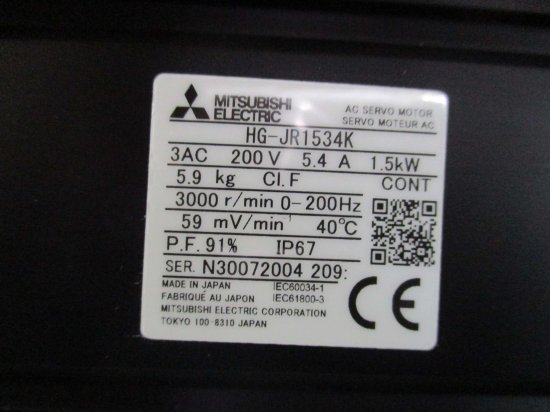 MITSUBISHI
ELECTRIC
AC SERVO MOTOR
SERVO MOTEUR AC
HG-JR1534K
3AC 200 V 5.4 A 1.5kW
5.9 kg Cl.F CONT
3000 r/min 0-200Hz
59 mV/min⁻¹ 40℃
P.F. 91% IP67
SER. N30072004 209:
MADE IN JAPAN IEC60034-1
FABRIQUÉ AU JAPON IEC61800-3
MITSUBISHI ELECTRIC CORPORATION
TOKYO 100-8310 JAPAN
CE